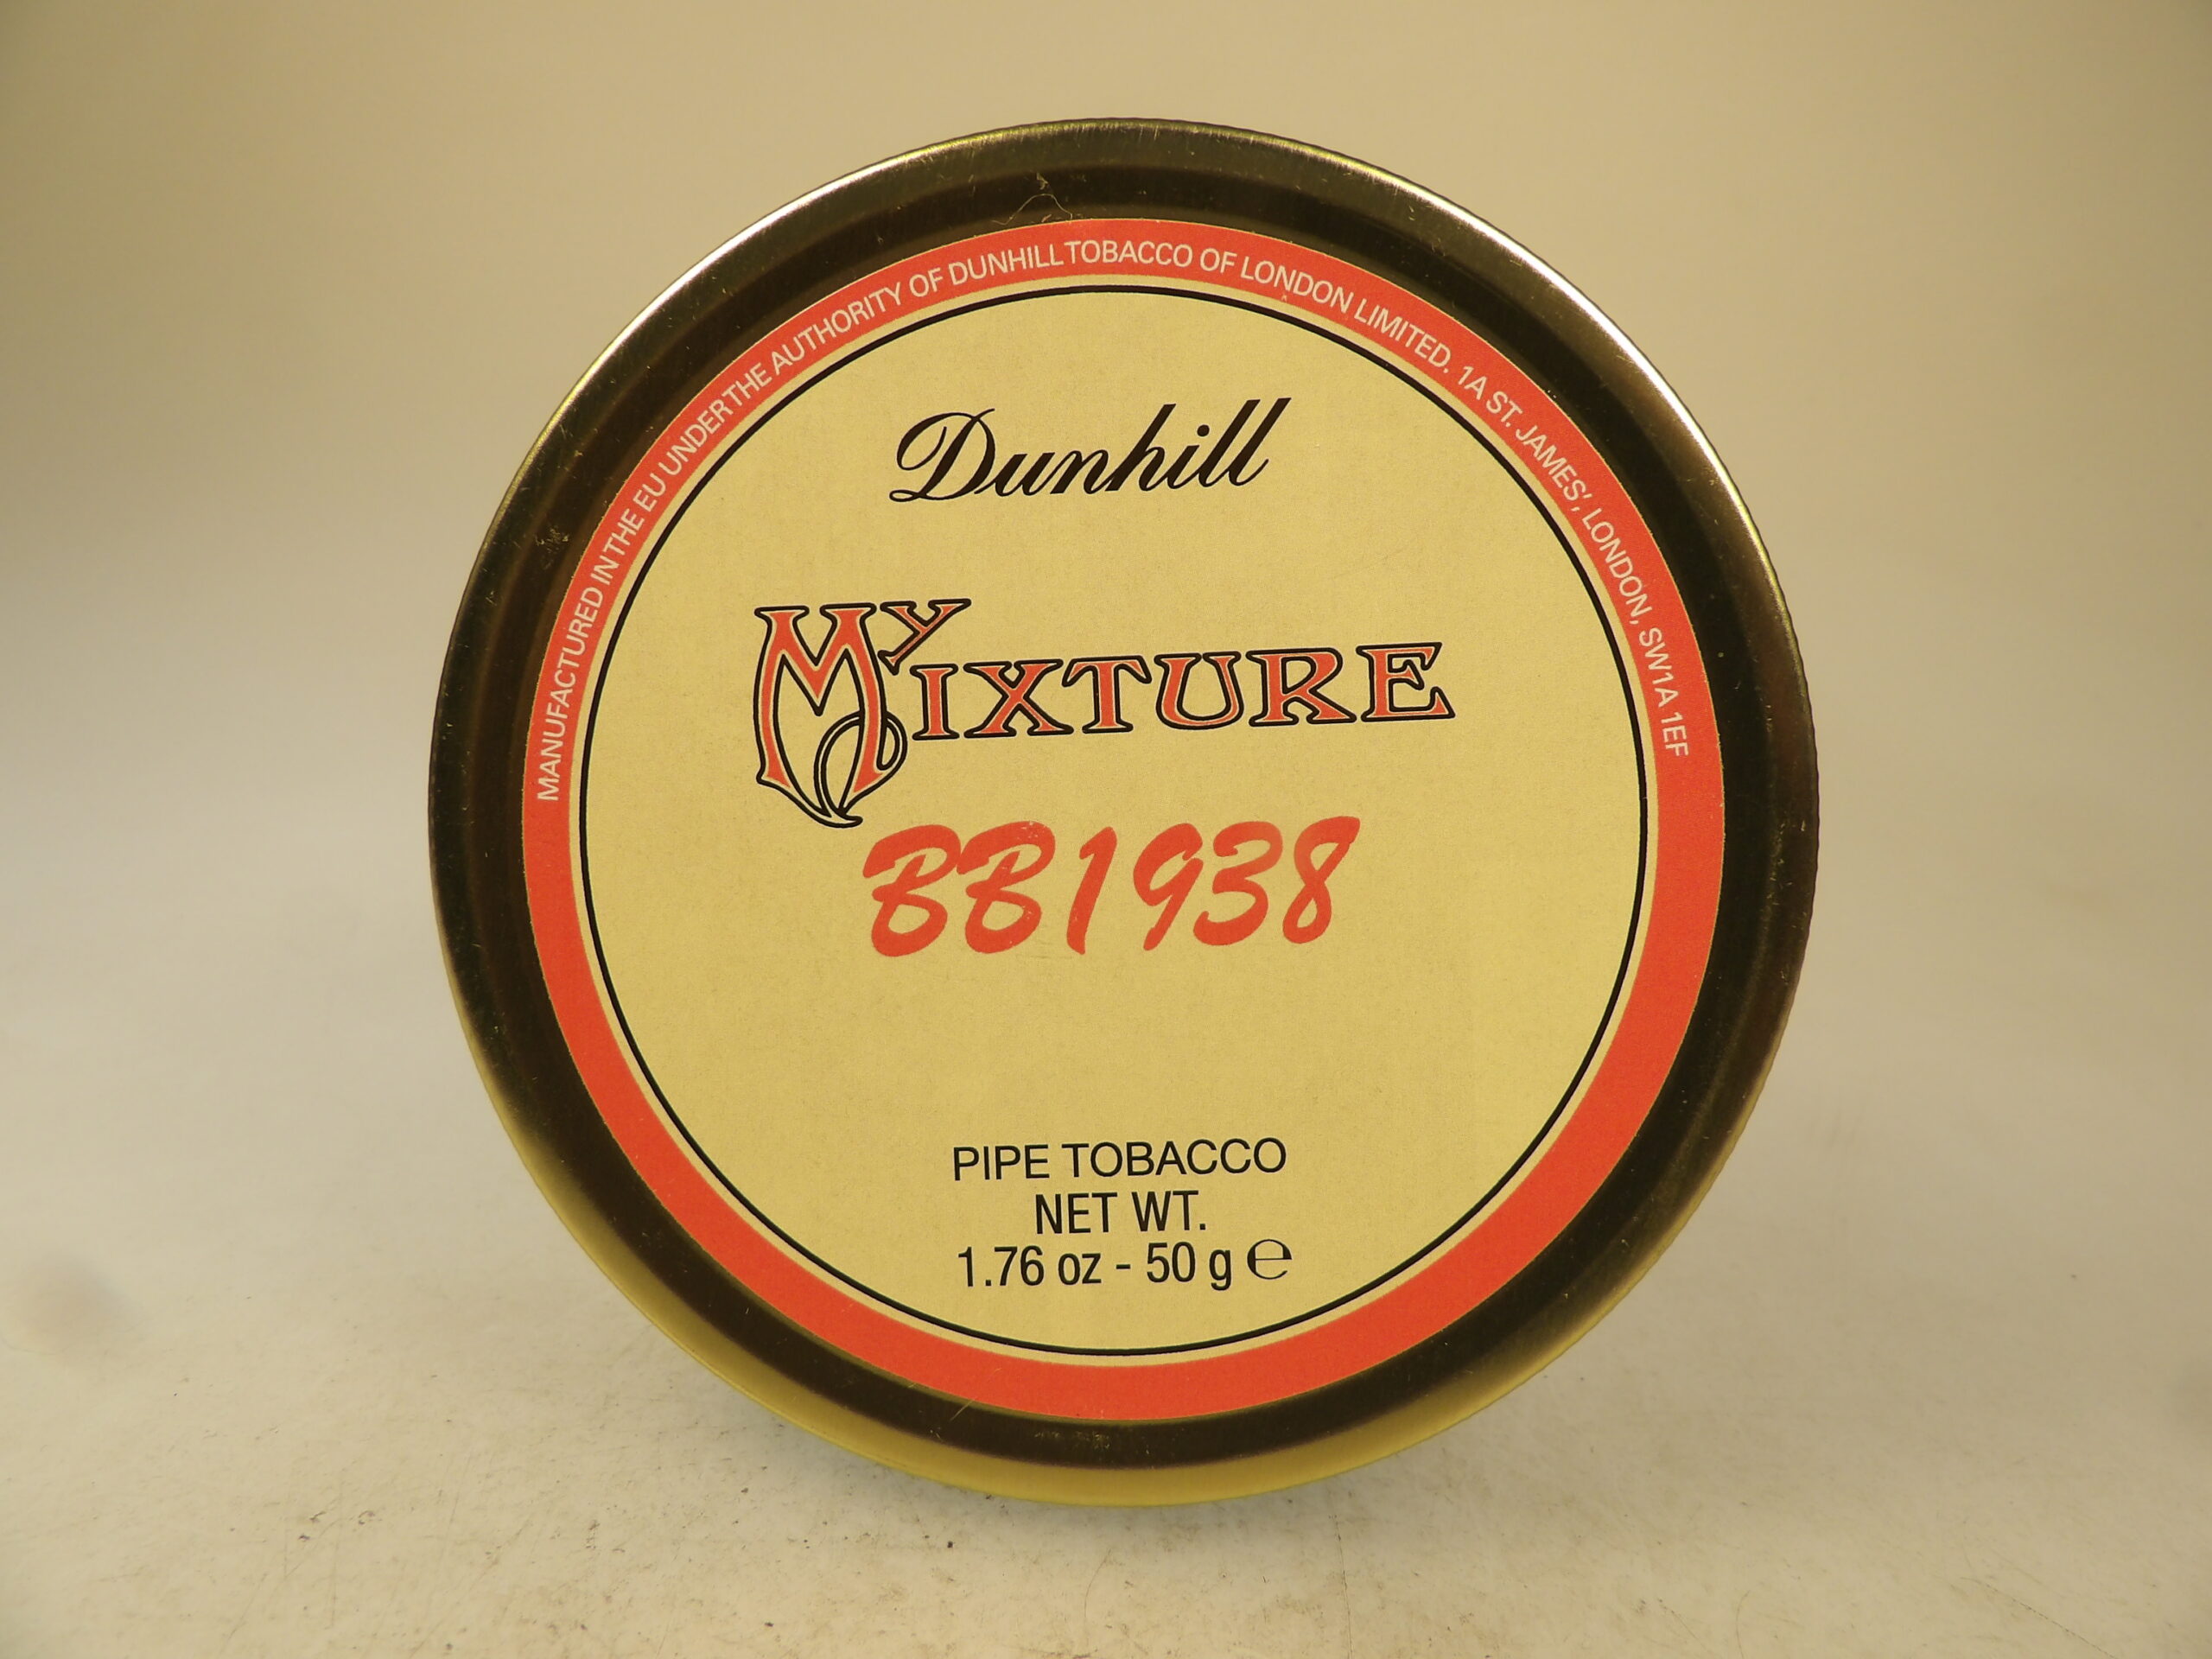 MANUFACTURED IN THE EU UNDER THE AUTHORITY OF DUNHILL TOBACCO OF LONDON LIMITED. 1A ST. JAMES', LONDON, SW1A 1EF
Dunhill
MY MIXTURE
BB1938
PIPE TOBACCO
NET WT.
1.76 oz - 50 g ℮